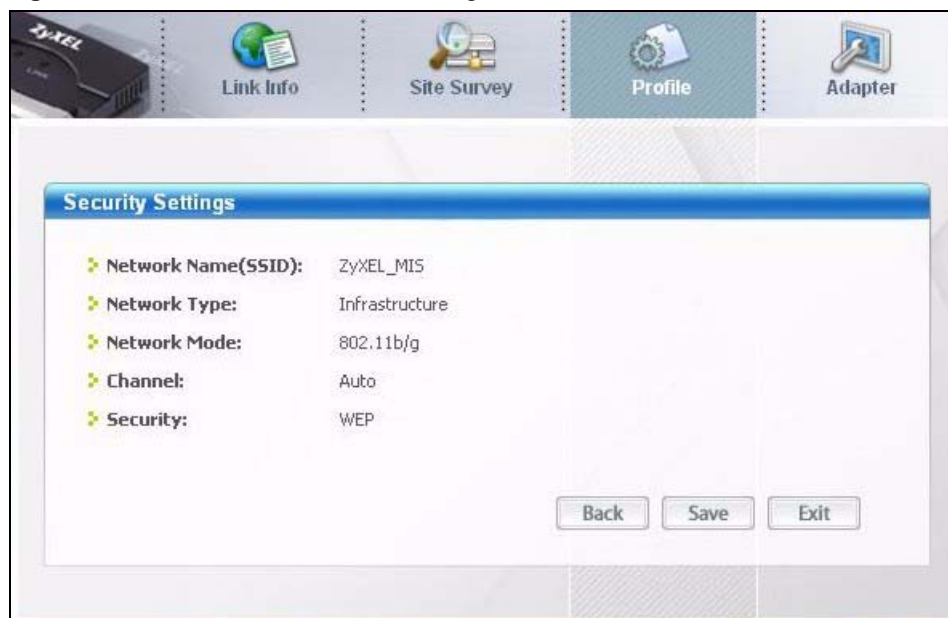 ZyXEL
Link Info
Site Survey
Profile
Adapter
Security Settings
Network Name(SSID): ZyXEL_MIS
Network Type: Infrastructure
Network Mode: 802.11b/g
Channel: Auto
Security: WEP
Back Save Exit